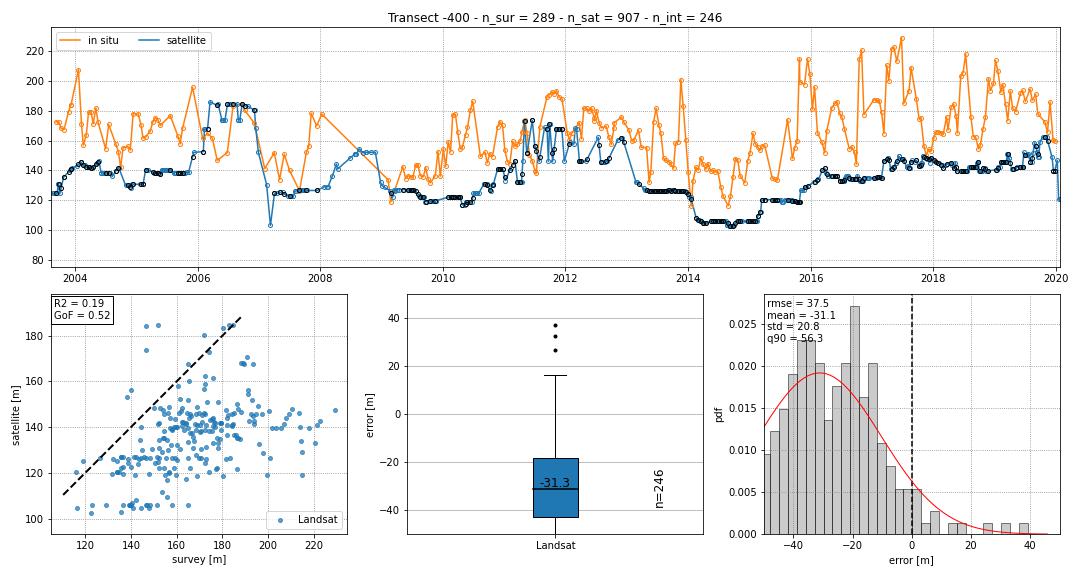 Transect -400 - n_sur = 289 - n_sat = 907 - n_int = 246
in situ
satellite
220
200
180
160
140
120
100
80
2004
2006
2008
2010
2012
2014
2016
2018
2020
R2 = 0.19
GoF = 0.52
satellite [m]
180
160
140
120
100
Landsat
120
140
160
180
200
220
survey [m]
error [m]
40
20
0
−20
−40
-31.3
n=246
Landsat
rmse = 37.5
mean = -31.1
std = 20.8
q90 = 56.3
pdf
0.025
0.020
0.015
0.010
0.005
0.000
−40
−20
0
20
40
error [m]